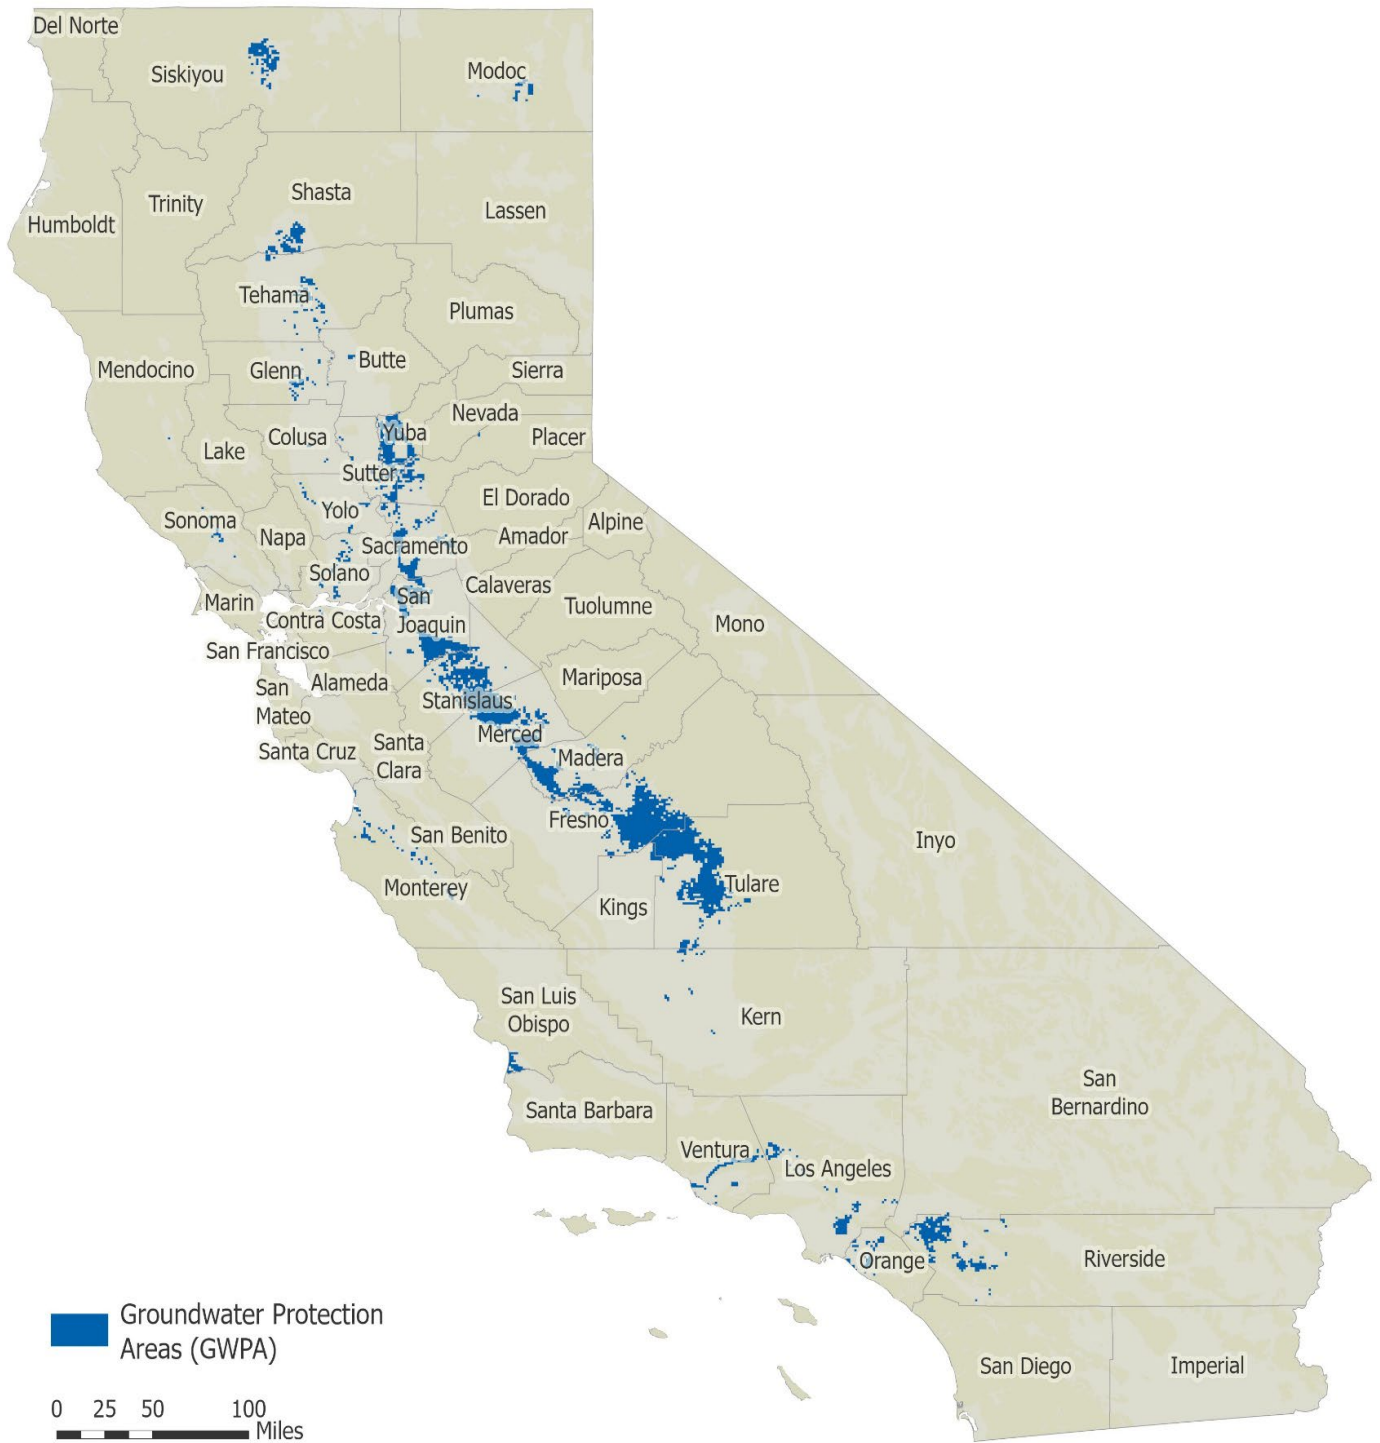 Del Norte
Siskiyou
Modoc
Shasta
Trinity
Lassen
Humboldt
Tehama
Plumas
Mendocino
Glenn
Butte
Sierra
Nevada
Yuba
Placer
Colusa
Lake
Sutter
El Dorado
Yolo
Sonoma
Alpine
Napa
Amador
Sacramento
Solano
Calaveras
San
Joaquin
Marin
Tuolumne
Contra Costa
Mono
San Francisco
Alameda
Mariposa
San
Mateo
Stanislaus
Merced
Santa Cruz
Santa
Clara
Madera
Fresno
San Benito
Inyo
Monterey
Tulare
Kings
San Luis
Obispo
Kern
San
Bernardino
Santa Barbara
Ventura
Los Angeles
Orange
Riverside
San Diego
Imperial
Groundwater Protection
Areas (GWPA)
0 25 50 100
Miles